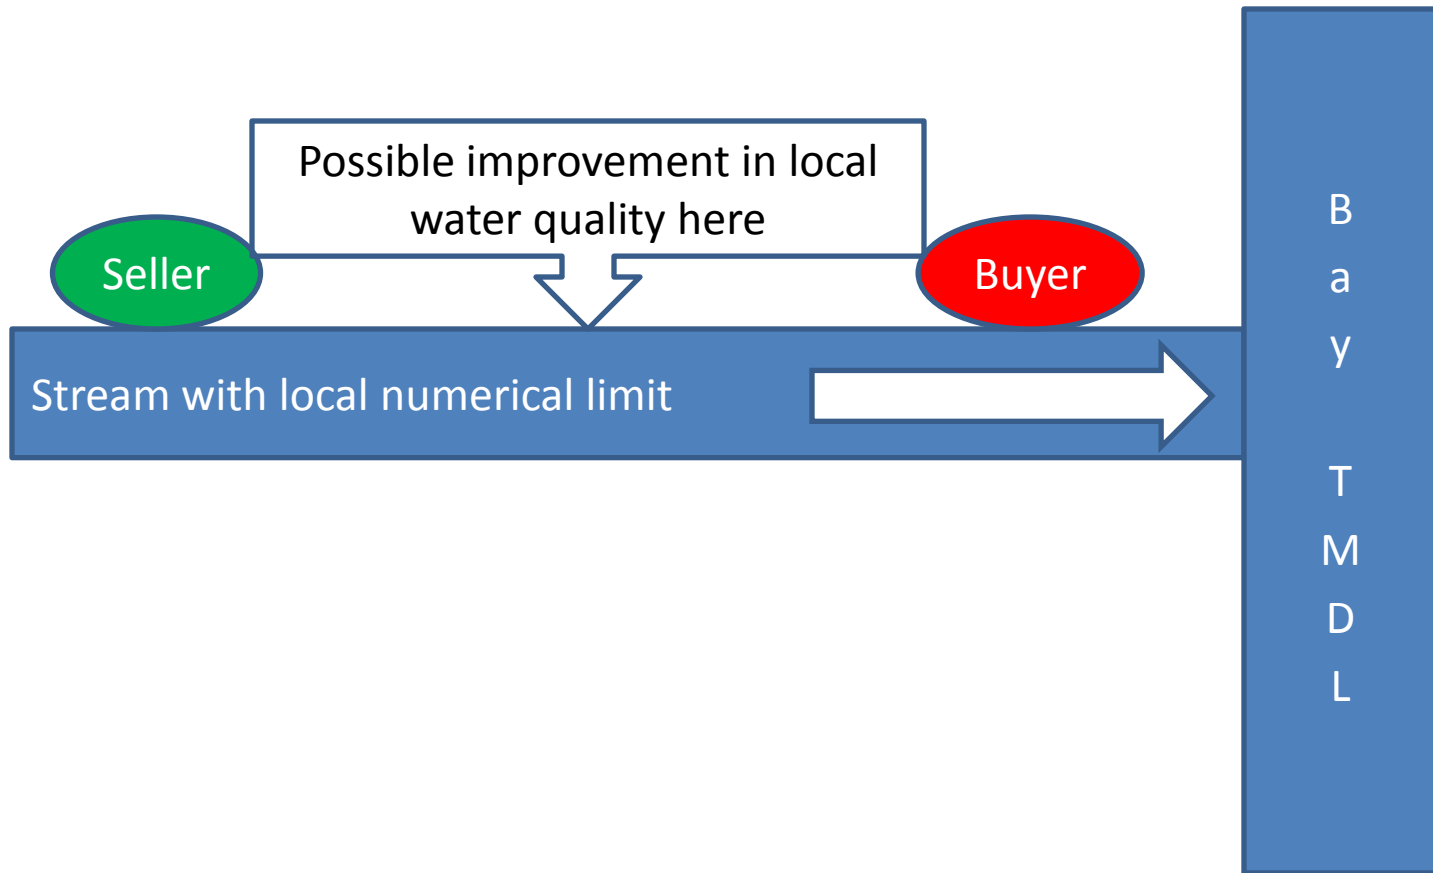 Possible improvement in local
water quality here
Seller
Buyer
Stream with local numerical limit
B
a
y
T
M
D
L